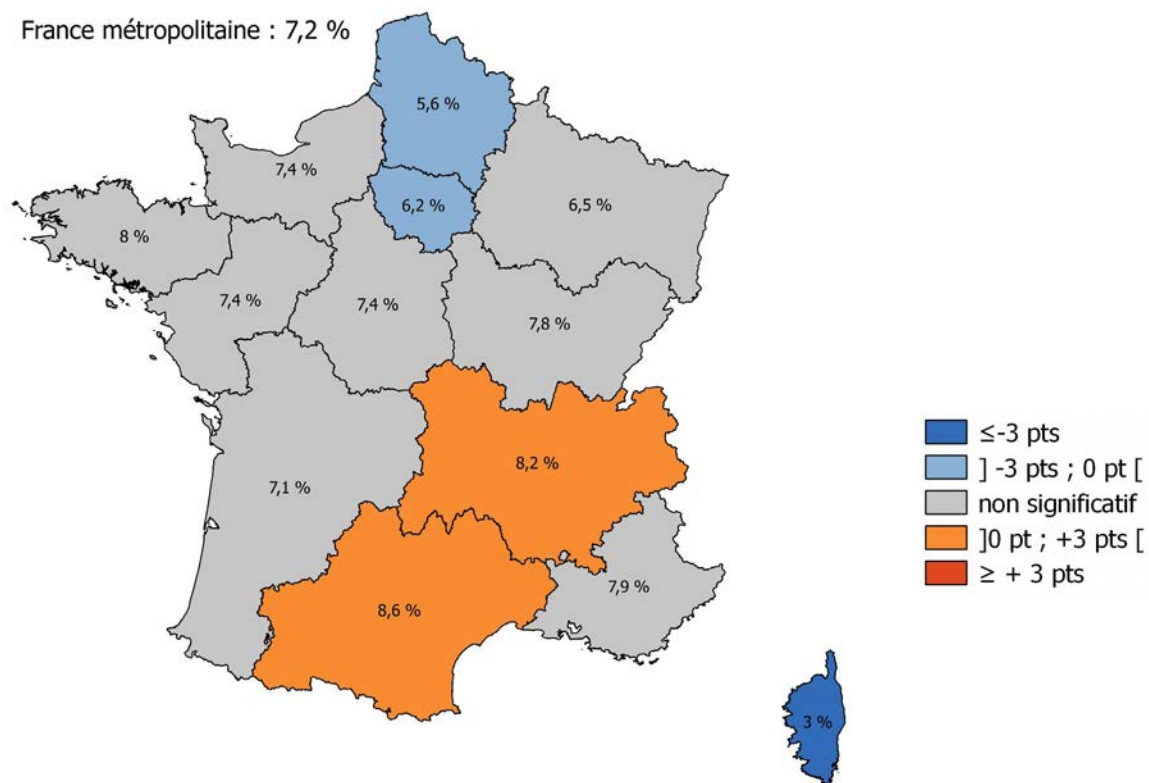 France métropolitaine : 7,2 %
5,6 %
7,4 %
6,2 %
6,5 %
8 %
7,4 %
7,4 %
7,8 %
8,2 %
7,1 %
7,9 %
8,6 %
3 %
≤-3 pts
] -3 pts ; 0 pt [
non significatif
]0 pt ; +3 pts [
≥ + 3 pts